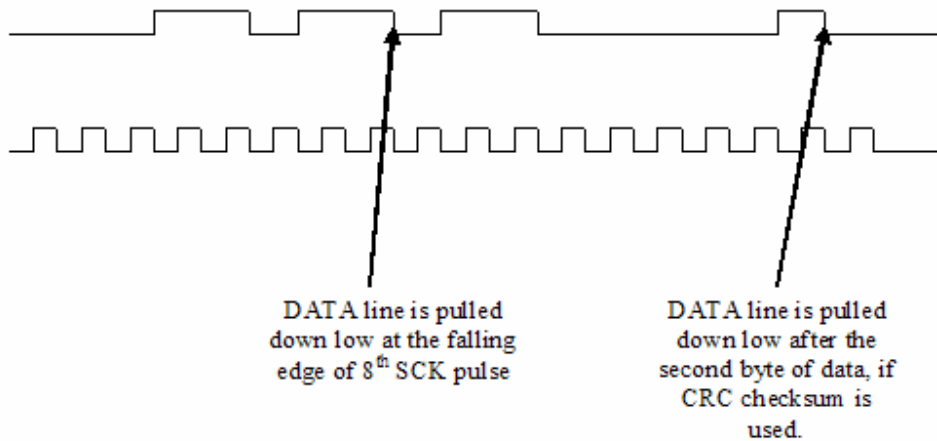 DATA line is pulled
down low at the falling
edge of 8th SCK pulse
DATA line is pulled
down low after the
second byte of data, if
CRC checksum is
used.